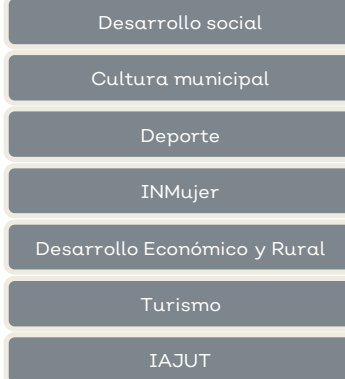 Desarrollo social
Cultura municipal
Deporte
INMujer
Desarrollo Económico y Rural
Turismo
IAJUT